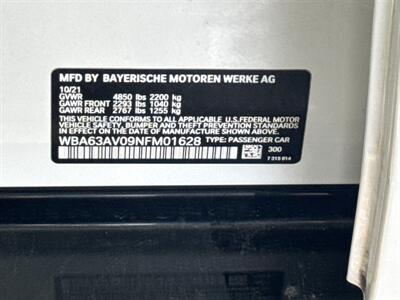 MFD BY BAYERISCHE MOTOREN WERKE AG
10/21
GVWR 4850 lbs 2200 kg
GAWR FRONT 2293 lbs 1040 kg
GAWR REAR 2767 lbs 1255 kg
THIS VEHICLE CONFORMS TO ALL APPLICABLE U.S.FEDERAL MOTOR
VEHICLE SAFETY, BUMPER AND THEFT PREVENTION STANDARDS
IN EFFECT ON THE DATE OF MANUFACTURE SHOWN ABOVE.
WBA63AV09NFM01628 TYPE: PASSENGER CAR
300
7 315 614